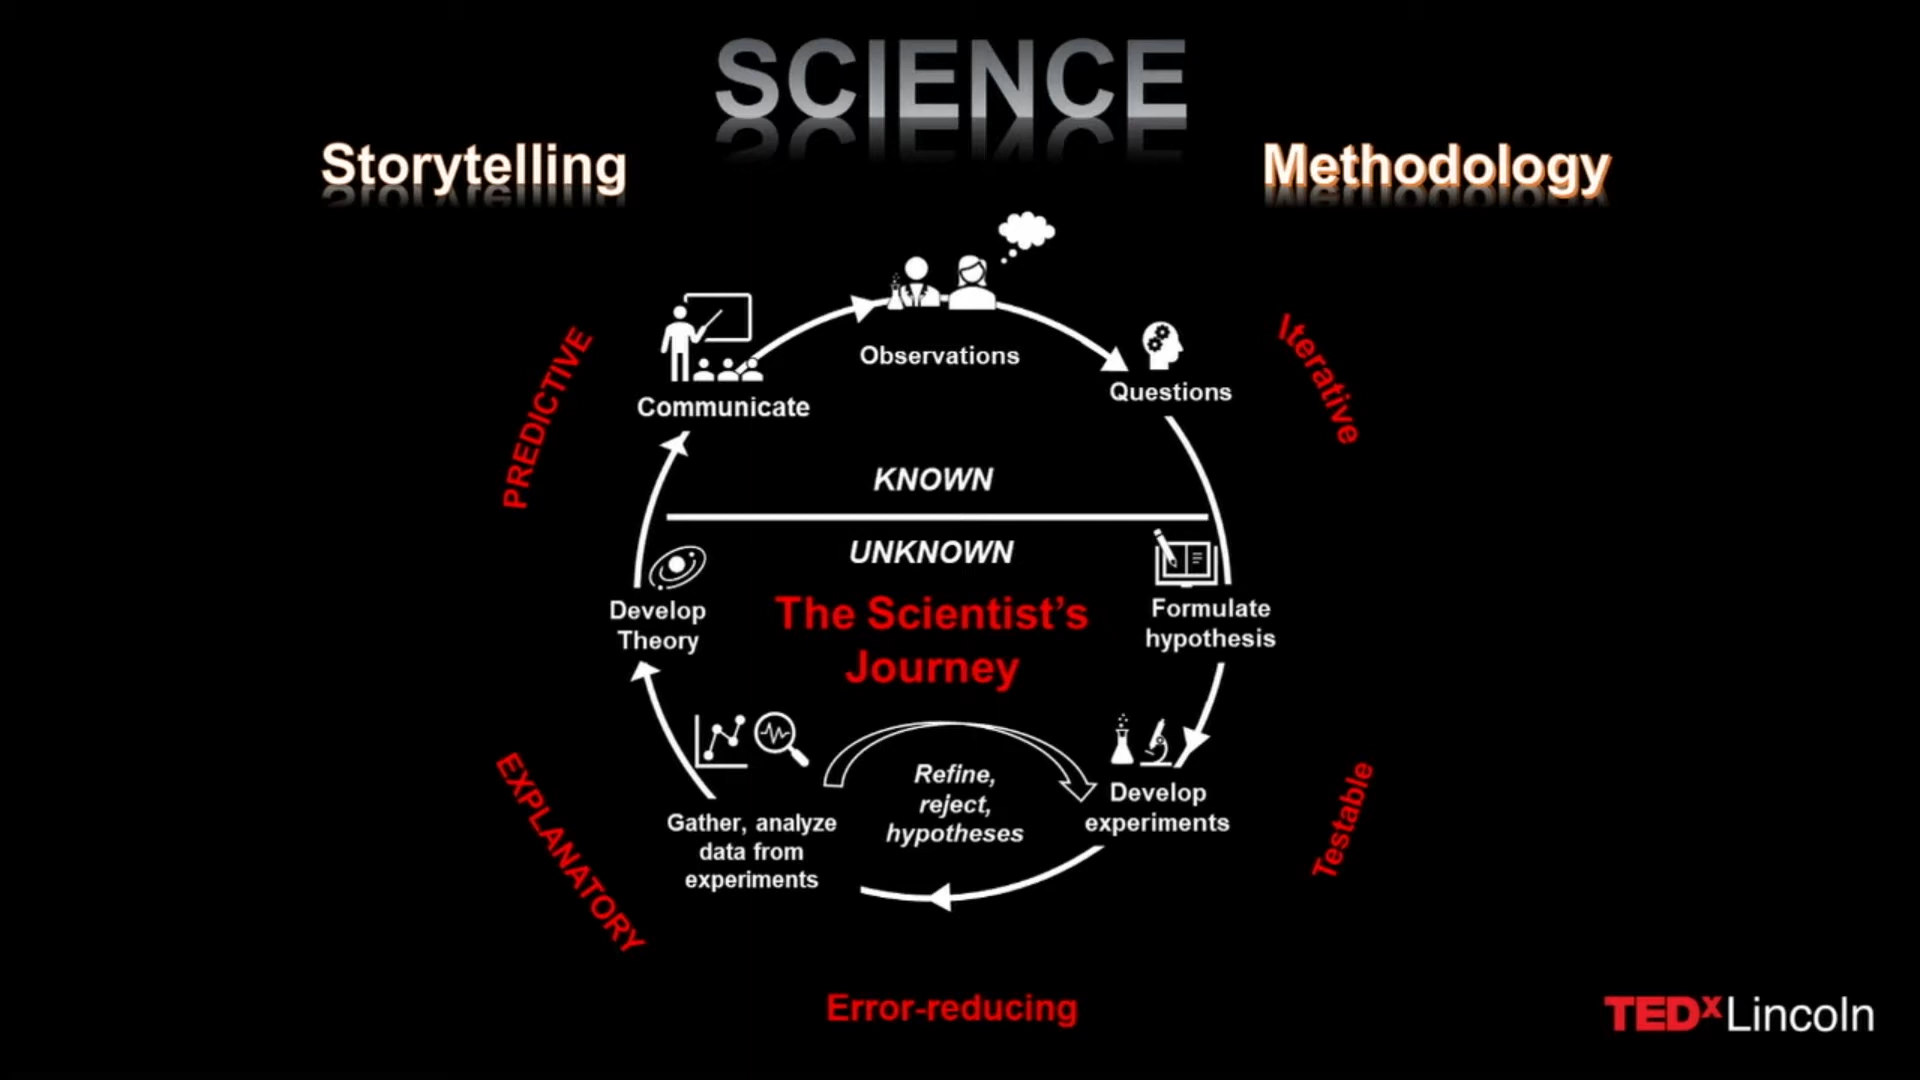 SCIENCE
Storytelling
Methodology
Observations
Questions
Communicate
PREDICTIVE
Iterative
KNOWN
UNKNOWN
The Scientist's
Journey
Develop
Theory
Formulate
hypothesis
Refine,
reject,
hypotheses
Develop
experiments
Gather, analyze
data from
experiments
EXPLANATORY
Testable
Error-reducing
TEDxLincoln